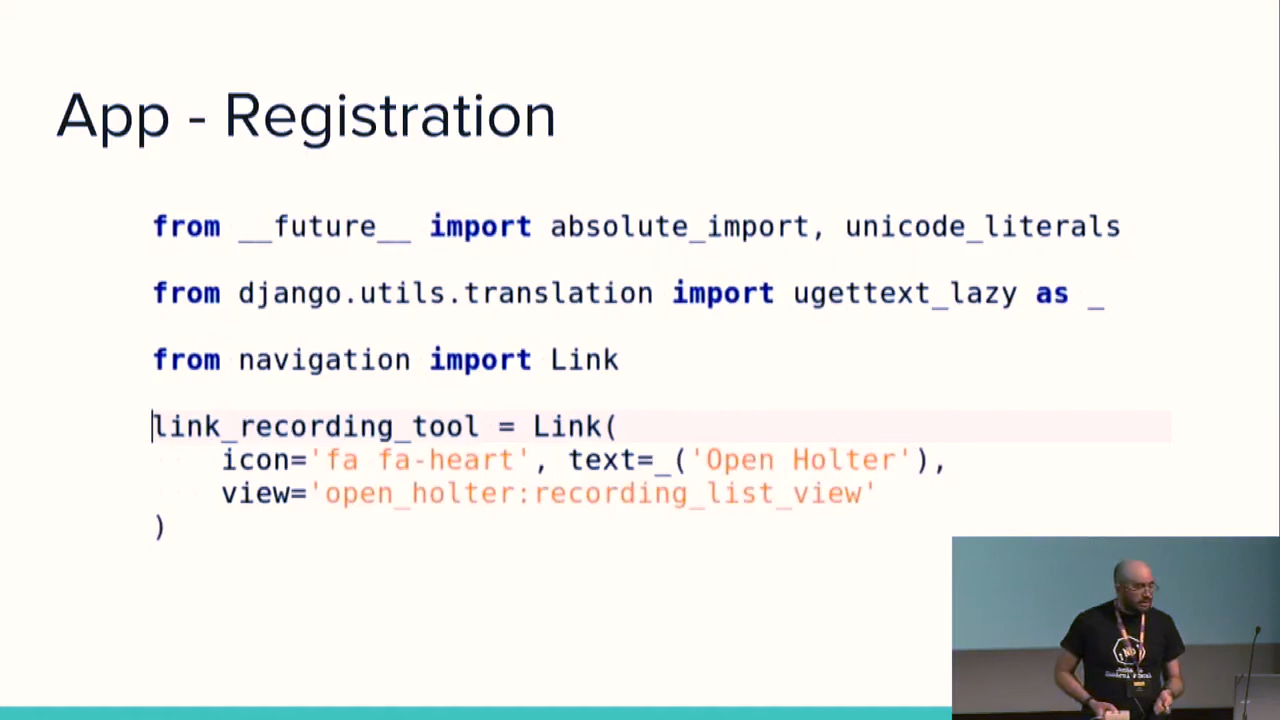 App - Registration
from __future__ import absolute_import, unicode_literals
from django.utils.translation import ugettext_lazy as _
from navigation import Link
link_recording_tool = Link(
    icon='fa fa-heart', text=_('Open Holter'),
    view='open_holter:recording_list_view'
)